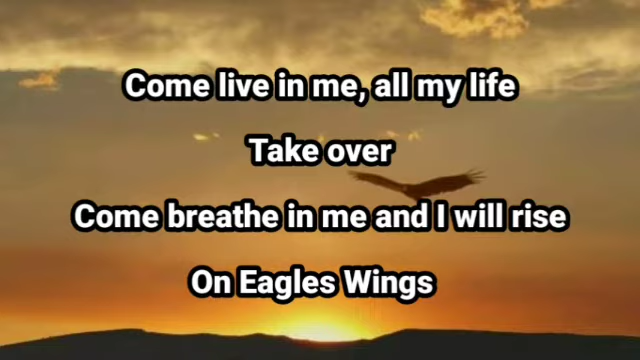 Come live in me, all my life
Take over
Come breathe in me and I will rise
On Eagles Wings